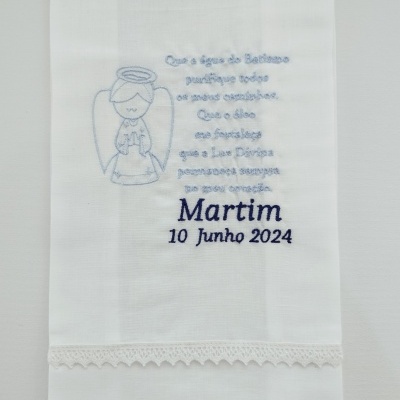 Que a água do Batismo
purifique todos
os meus caminhos.
Que o óleo
me fortaleça
que a Luz Divina
permaneça sempre
no meu coração.
Martim
10 Junho 2024